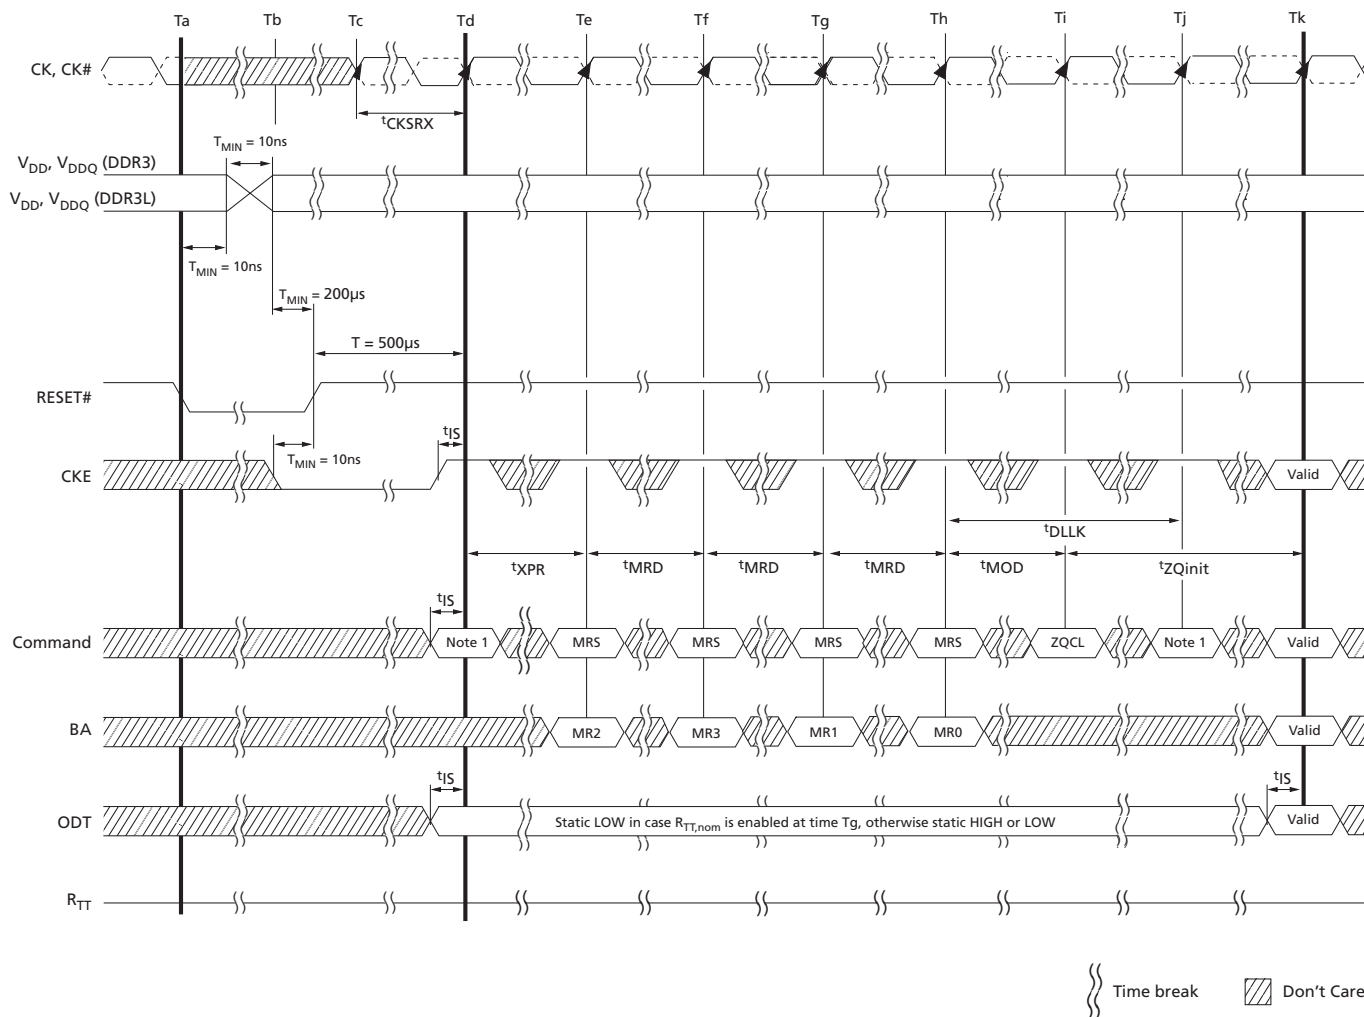 Ta Tb Tc Td Te Tf Tg Th Ti Tj Tk
CK, CK#
tCKSRX
TMIN = 10ns
VDD, VDDQ (DDR3)
VDD, VDDQ (DDR3L)
TMIN = 10ns
TMIN = 200µs
T = 500µs
RESET#
tIS
TMIN = 10ns
CKE Valid
tDLLK
tXPR tMRD tMRD tMRD tMOD tZQinit
tIS
Command Note 1 MRS MRS MRS MRS ZQCL Note 1 Valid
BA MR2 MR3 MR1 MR0 Valid
tIS tIS
ODT Static LOW in case RTT,nom is enabled at time Tg, otherwise static HIGH or LOW Valid
RTT
Time break Don't Care